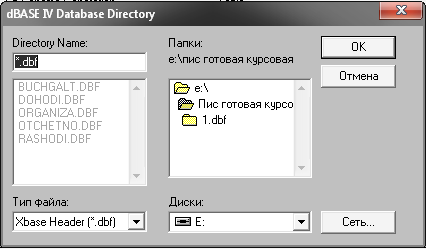 dBASE IV Database Directory
Directory Name:
*.dbf
BUCHGALT.DBF
DOHODI.DBF
ORGANIZA.DBF
OTCHETNO.DBF
RASHODI.DBF
Папки:
e:\пис готовая курсовая
e:\
Пис готовая курсо
1.dbf
OK
Отмена
Тип файла:
Xbase Header (*.dbf)
Диски:
E:
Сеть...